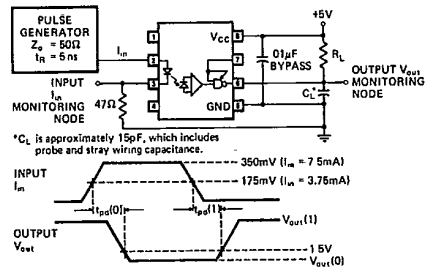 PULSE
GENERATOR
Zo = 50Ω
tR = 5 ns
Iin
INPUT
Iin
MONITORING
NODE
47Ω
1
2
3
4
VCC
8
7
6
GND
5
+5V
.01µF
BYPASS
RL
CL*
OUTPUT Vout
MONITORING
NODE
*CL is approximately 15pF, which includes
probe and stray wiring capacitance.
INPUT
Iin
350mV (Iin = 7 5mA)
175mV (Iin = 3.75mA)
tpd(0)
tpd(1)
OUTPUT
Vout
Vout(1)
1 5V
Vout(0)